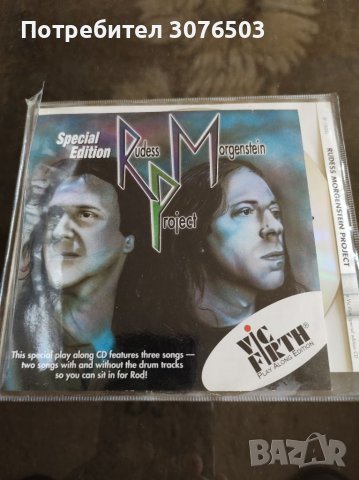 Потребител 3076503
Special
Edition
Rudess Morgenstein
Project
RUDESS MORGENSTEIN PROJECT
VIC
FIRTH®
PLAY ALONG EDITION
This special play along CD features three songs —
two songs with and without the drum tracks
so you can sit in for Rod!
BAZAR